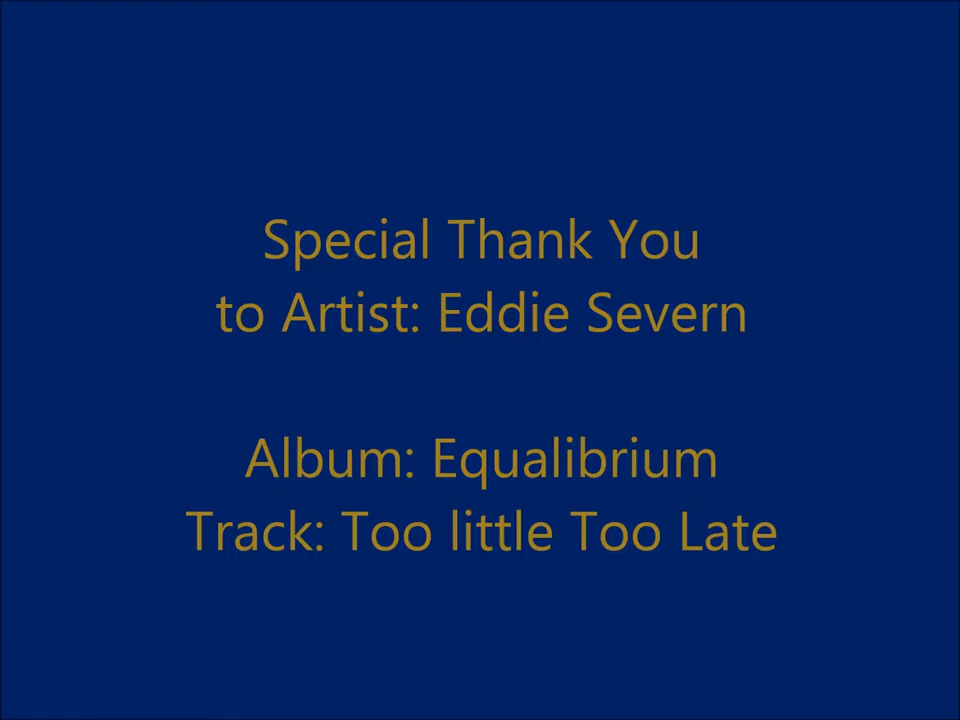 Special Thank You
to Artist: Eddie Severn
Album: Equalibrium
Track: Too little Too Late